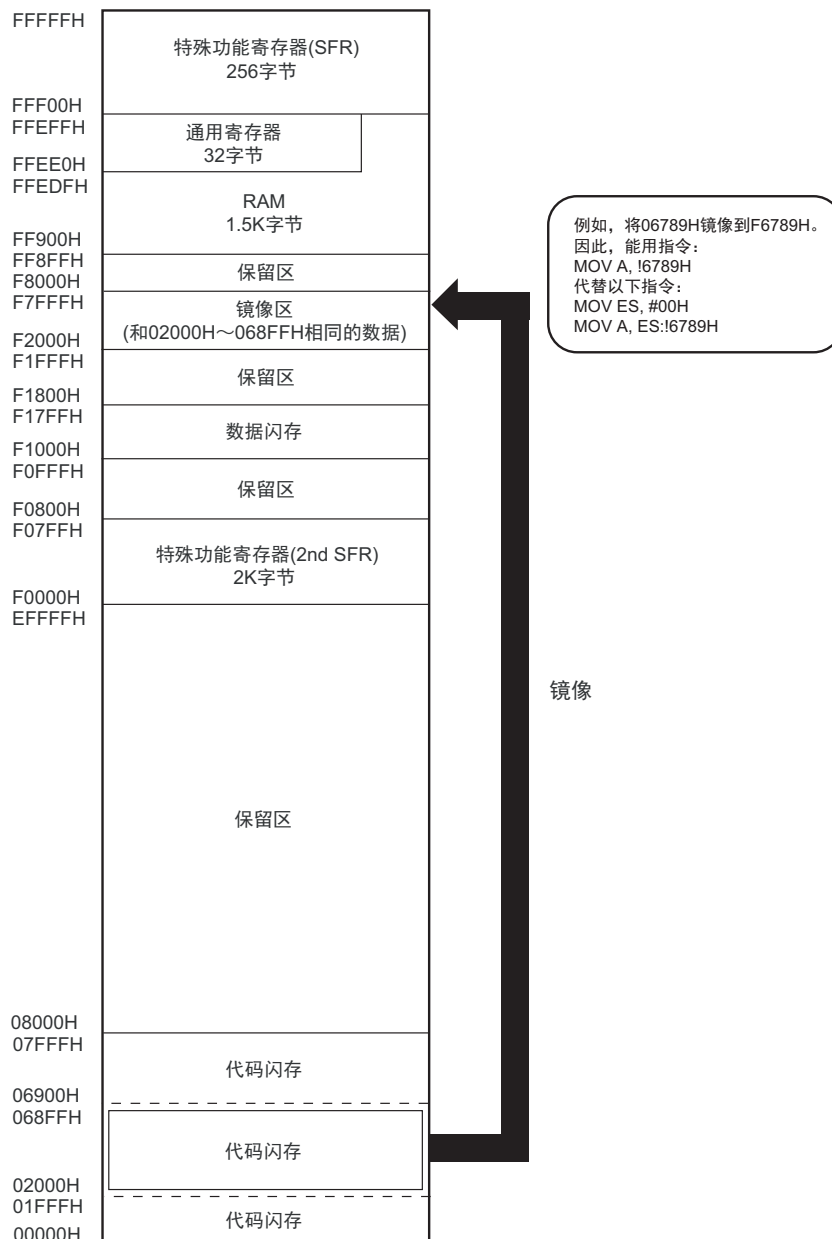 FFFFFH
特殊功能寄存器(SFR)
256字节
FFF00H
FFEFFH
通用寄存器
32字节
FFEE0H
FFEDFH
RAM
1.5K字节
FF900H
FF8FFH
保留区
F8000H
F7FFFH
镜像区
(和02000H～068FFH相同的数据)
F2000H
F1FFFH
保留区
F1800H
F17FFH
数据闪存
F1000H
F0FFFH
保留区
F0800H
F07FFH
特殊功能寄存器(2nd SFR)
2K字节
F0000H
EFFFFH
保留区
08000H
07FFFH
代码闪存
06900H
068FFH
代码闪存
02000H
01FFFH
代码闪存
00000H
例如，将06789H镜像到F6789H。
因此，能用指令：
MOV A, !6789H
代替以下指令：
MOV ES, #00H
MOV A, ES:!6789H
镜像